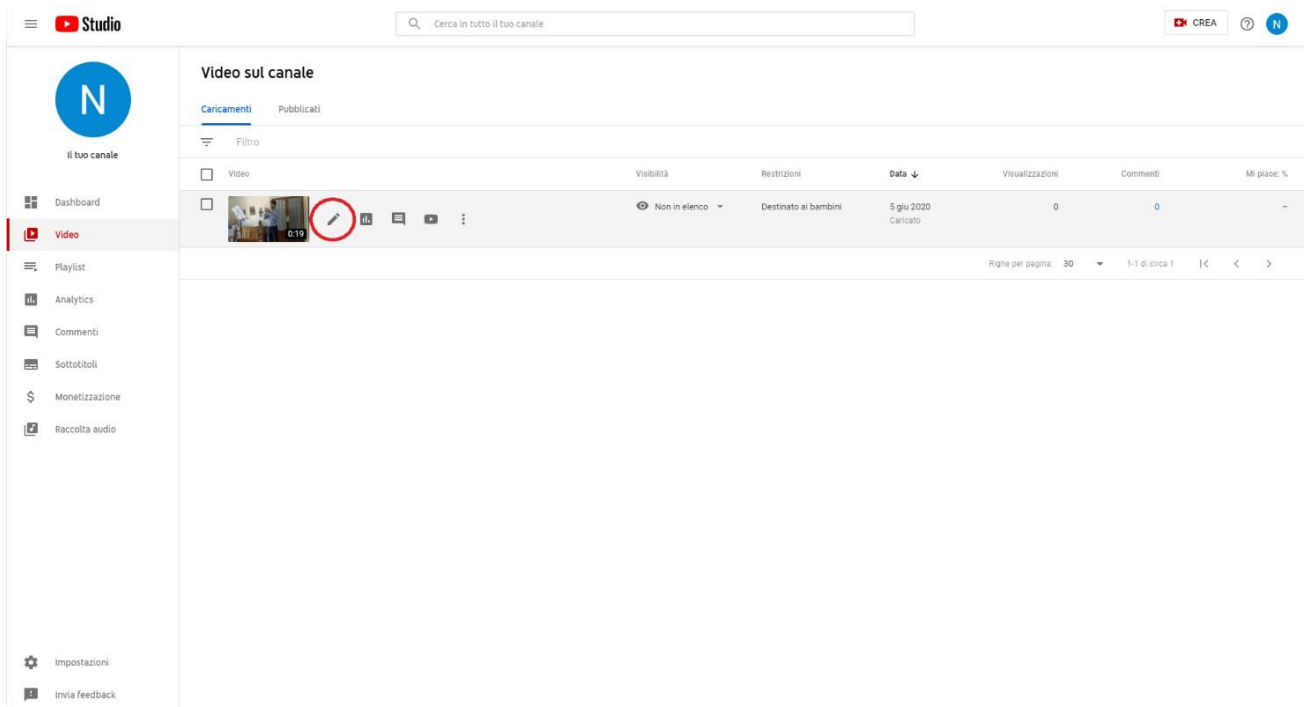 Studio
Cerca in tutto il tuo canale
CREA
N
N
Il tuo canale
Dashboard
Video
Playlist
Analytics
Commenti
Sottotitoli
Monetizzazione
Raccolta audio
Impostazioni
Invia feedback
Video sul canale
Caricamenti Pubblicati
Filtro
Video Visibilità Restrizioni Data Visualizzazioni Commenti Mi piace: %
0:19 Non in elenco Destinato ai bambini 5 giu 2020 0 0 –
Caricato
Righe per pagina: 30 1-1 di circa 1